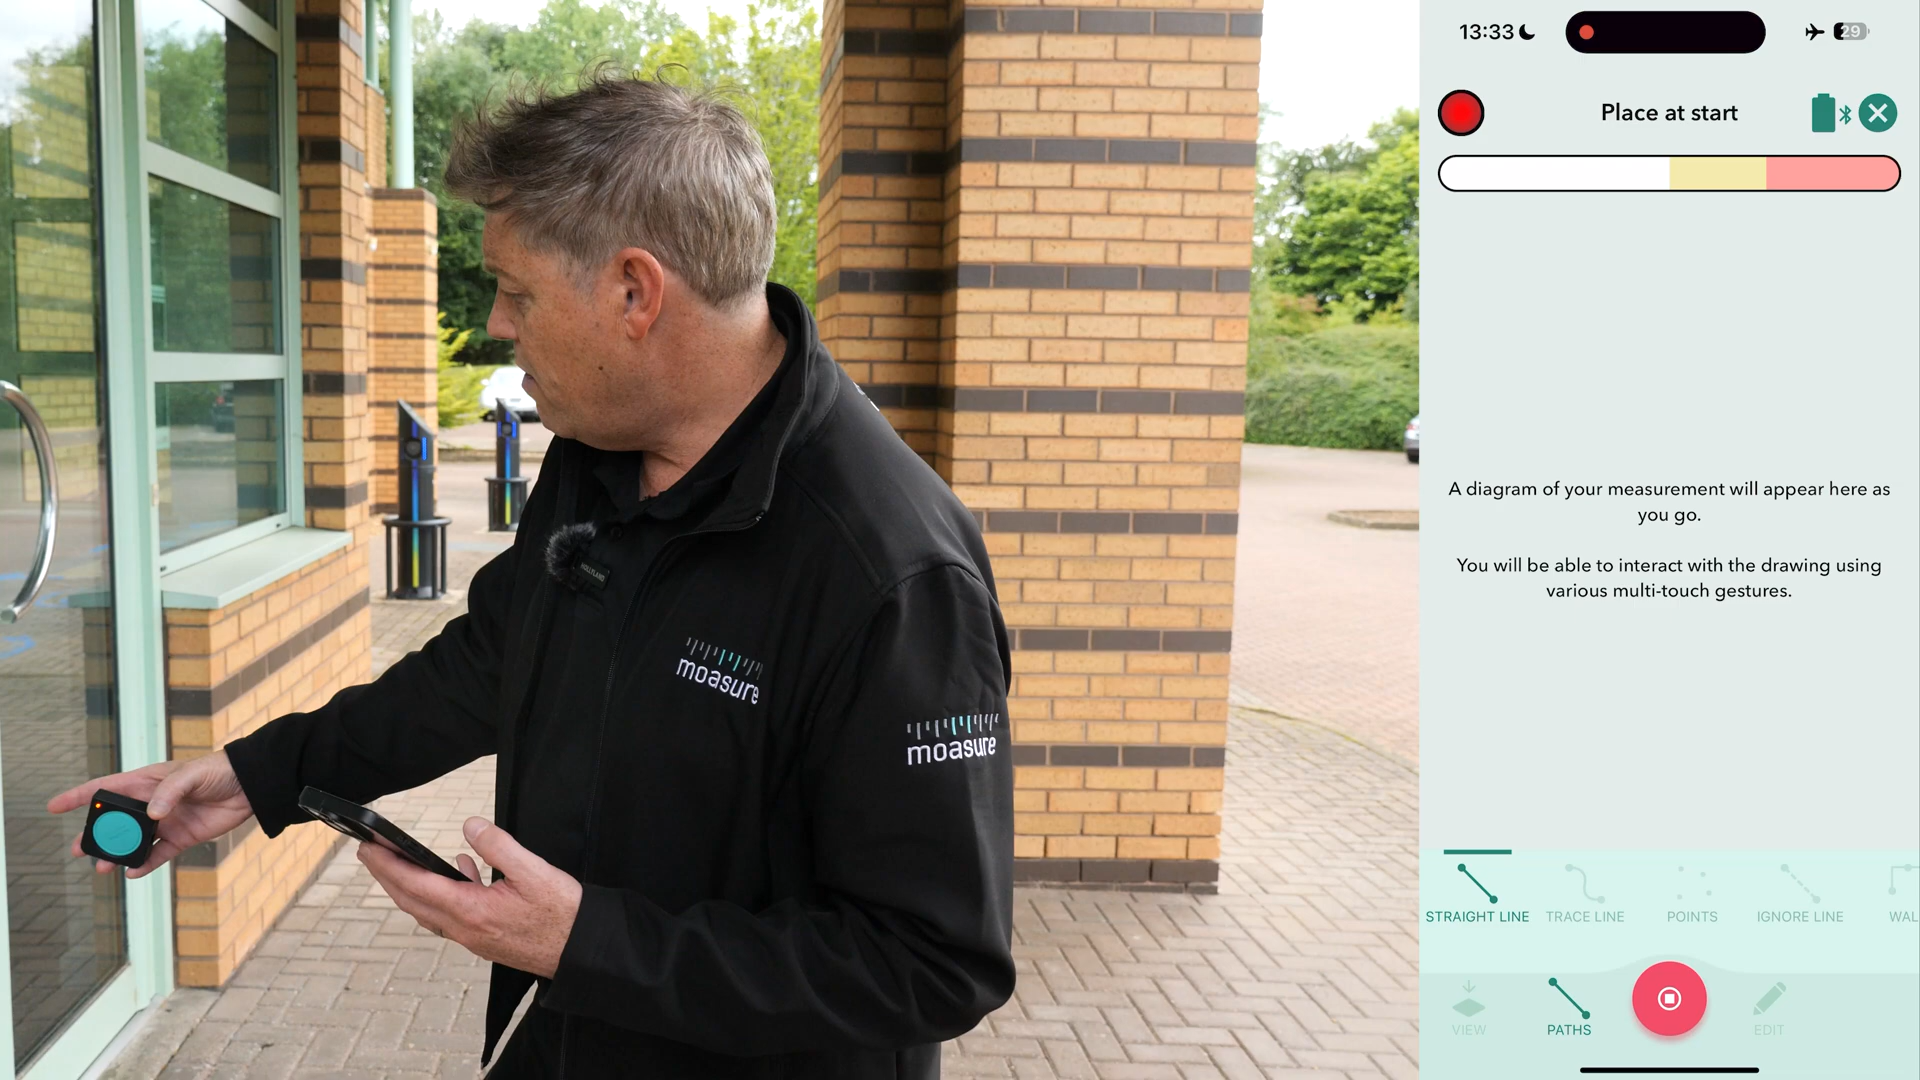 moasure
moasure
HOLLYLAND
13:33
29
Place at start
A diagram of your measurement will appear here as
you go.
You will be able to interact with the drawing using
various multi-touch gestures.
STRAIGHT LINE
TRACE LINE
POINTS
IGNORE LINE
WAL
VIEW
PATHS
EDIT